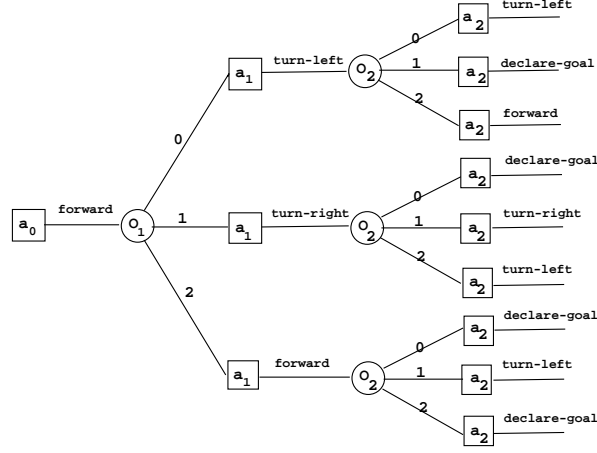 turn-left
0
a2
turn-left
1
declare-goal
a1
O2
a2
2
forward
0
a2
declare-goal
0
a2
forward
1
turn-right
1
turn-right
a0
O1
a1
O2
a2
2
turn-left
a2
2
declare-goal
0
a2
forward
1
turn-left
a1
O2
a2
2
declare-goal
a2